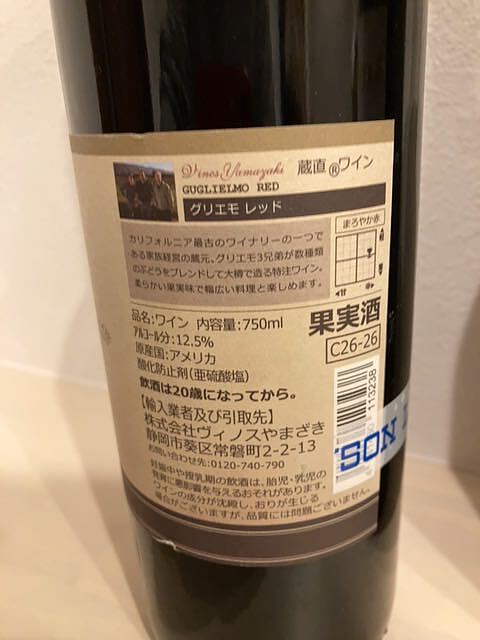 Vinos Yamazaki 蔵直®ワイン
GUGLIELMO RED
グリエモ レッド
まろやか赤
カリフォルニア最古のワイナリーの一つで
ある家族経営の蔵元。グリエモ3兄弟が数種類
のぶどうをブレンドして大樽で造る特注ワイン。
柔らかい果実味で幅広い料理と楽しめます。
品名:ワイン 内容量:750ml
果実酒
アルコール分:12.5%
C26-26
原産国:アメリカ
酸化防止剤(亜硫酸塩)
飲酒は20歳になってから。
【輸入業者及び引取先】
株式会社ヴィノスやまざき
静岡市葵区常磐町2-2-13
お問い合わせ先:0120-740-790
113238
SON
妊娠中や授乳期の飲酒は、胎児・乳児の
発育に悪影響を与えるおそれがあります。
ワインの成分が沈殿し、おりが生じる
場合がございますが、品質には問題ございません。